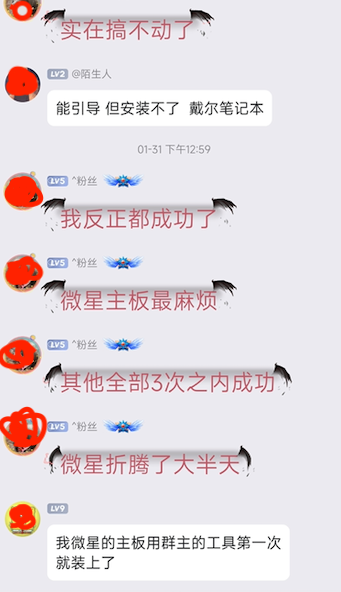 实在搞不动了
LV2 @陌生人
能引导 但安装不了 戴尔笔记本
01-31 下午12:59
LV5 ^粉丝
我反正都成功了
LV5 ^粉丝
微星主板最麻烦
LV5 ^粉丝
其他全部3次之内成功
LV5 ^粉丝
微星折腾了大半天
LV9
我微星的主板用群主的工具第一次
就装上了